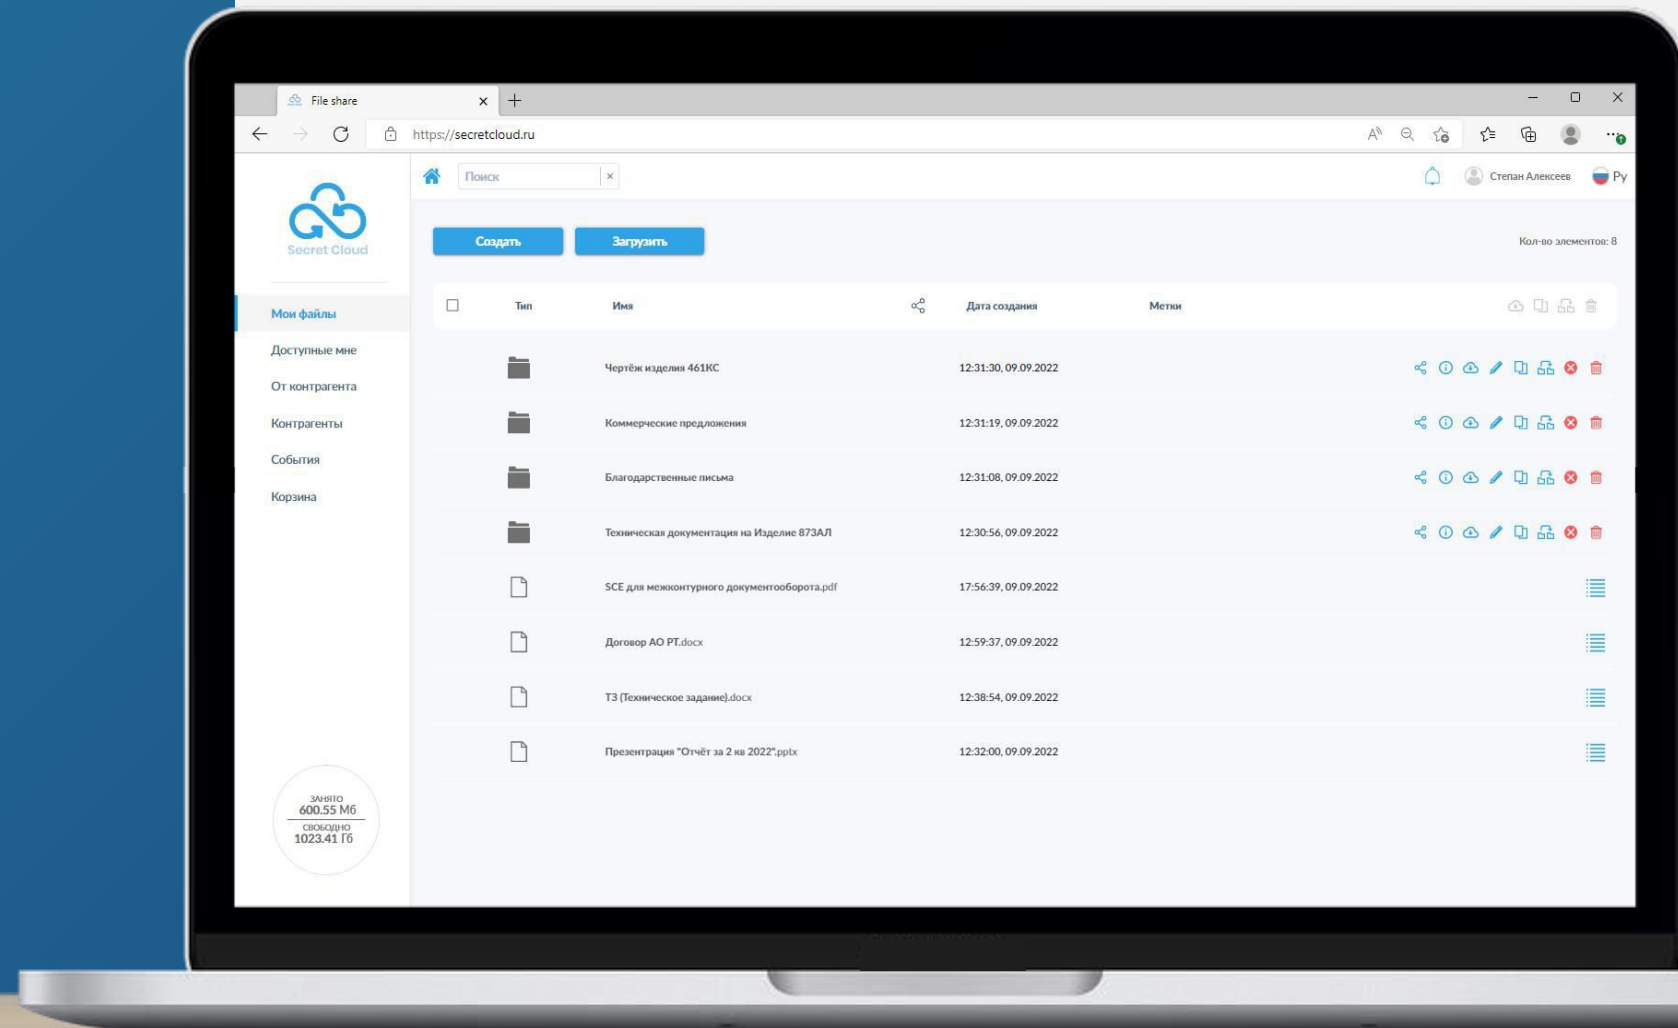 File share
https://secretcloud.ru
Поиск
Степан Алексеев
Ру
Secret Cloud
Создать
Загрузить
Кол-во элементов: 8
Мои файлы
Доступные мне
От контрагента
Контрагенты
События
Корзина
Тип Имя Дата создания Метки
Чертёж изделия 461КС 12:31:30, 09.09.2022
Коммерческие предложения 12:31:19, 09.09.2022
Благодарственные письма 12:31:08, 09.09.2022
Техническая документация на Изделие 873АЛ 12:30:56, 09.09.2022
SCE для межконтурного документооборота.pdf 17:56:39, 09.09.2022
Договор АО РТ.docx 12:59:37, 09.09.2022
ТЗ (Техническое задание).docx 12:38:54, 09.09.2022
Презентрация "Отчёт за 2 кв 2022".pptx 12:32:00, 09.09.2022
ЗАНЯТО
600.55 Мб
СВОБОДНО
1023.41 Гб